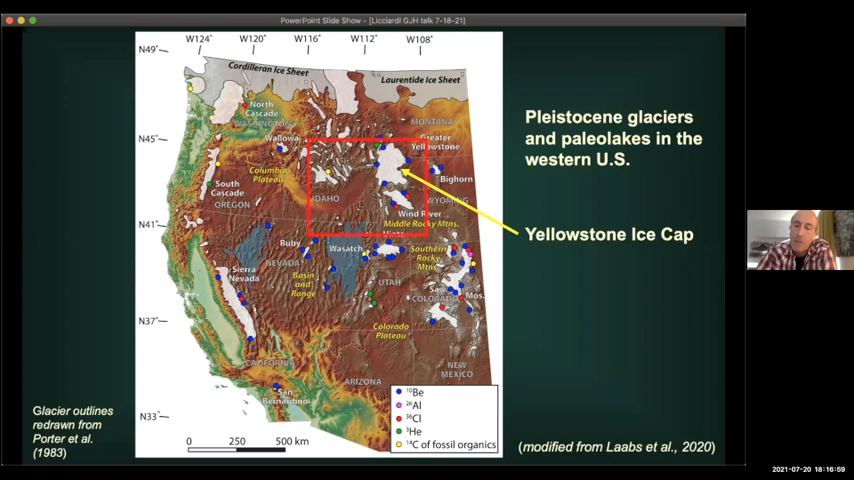 PowerPoint Slide Show - [Licciardi GJH talk 7-18-21]
W124° W120° W116° W112° W108°
N49°
Cordilleran Ice Sheet
Laurentide Ice Sheet
North
Cascade
WASHINGTON
MONTANA
N45°
Wallowa
Greater
Yellowstone
Columbia
Plateau
Bighorn
South
Cascade
IDAHO
WYOMING
OREGON
Wind River
Middle Rocky Mtns.
N41°
Ruby
Wasatch
Uinta
Southern
Rocky
Mtns.
NEVADA
Sierra
Nevada
Basin
and
Range
UTAH
COLORADO
Mos.
N37°
Colorado
Plateau
CALIFORNIA
NEW
MEXICO
ARIZONA
San
Bernardino
N33°
0 250 500 km
10Be
26Al
36Cl
3He
14C of fossil organics
Pleistocene glaciers
and paleolakes in the
western U.S.
Yellowstone Ice Cap
Glacier outlines
redrawn from
Porter et al.
(1983)
(modified from Laabs et al., 2020)
2021-07-20 18:16:59